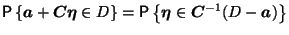 P {a + Cη ∈ D} = P {η ∈ C⁻¹(D − a)}